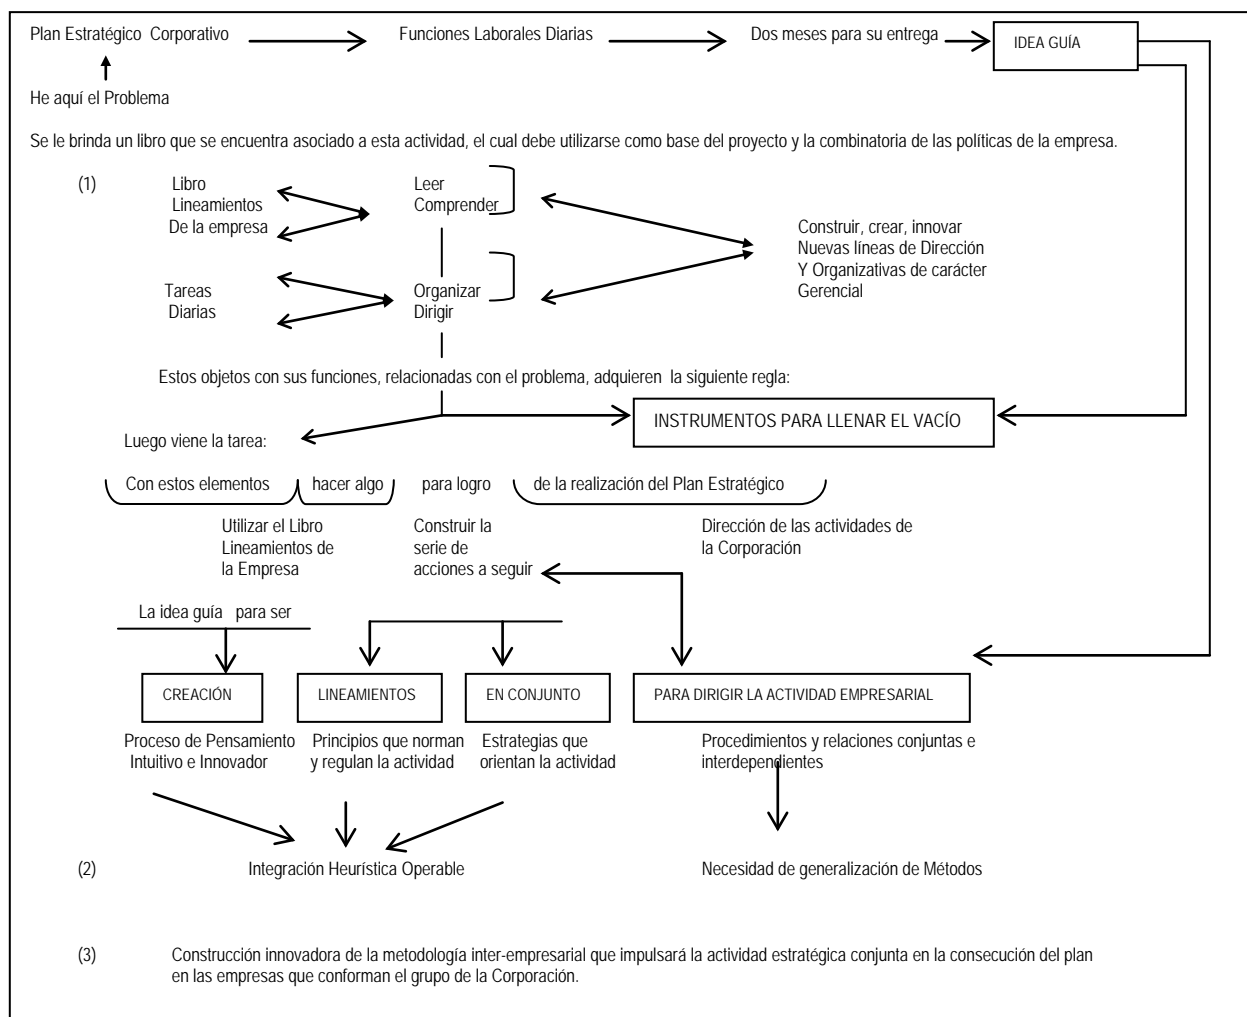 Plan Estratégico Corporativo
Funciones Laborales Diarias
Dos meses para su entrega
IDEA GUÍA
He aquí el Problema
Se le brinda un libro que se encuentra asociado a esta actividad, el cual debe utilizarse como base del proyecto y la combinatoria de las políticas de la empresa.
(1)
Libro
Lineamientos
De la empresa
Leer
Comprender
Construir, crear, innovar
Nuevas líneas de Dirección
Y Organizativas de carácter
Gerencial
Tareas
Diarias
Organizar
Dirigir
Estos objetos con sus funciones, relacionadas con el problema, adquieren la siguiente regla:
INSTRUMENTOS PARA LLENAR EL VACÍO
Luego viene la tarea:
Con estos elementos
hacer algo
para logro
de la realización del Plan Estratégico
Utilizar el Libro
Lineamientos de
la Empresa
Construir la
serie de
acciones a seguir
Dirección de las actividades de
la Corporación
La idea guía para ser
CREACIÓN
LINEAMIENTOS
EN CONJUNTO
PARA DIRIGIR LA ACTIVIDAD EMPRESARIAL
Proceso de Pensamiento
Intuitivo e Innovador
Principios que norman
y regulan la actividad
Estrategias que
orientan la actividad
Procedimientos y relaciones conjuntas e
interdependientes
(2)
Integración Heurística Operable
Necesidad de generalización de Métodos
(3)
Construcción innovadora de la metodología inter-empresarial que impulsará la actividad estratégica conjunta en la consecución del plan
en las empresas que conforman el grupo de la Corporación.